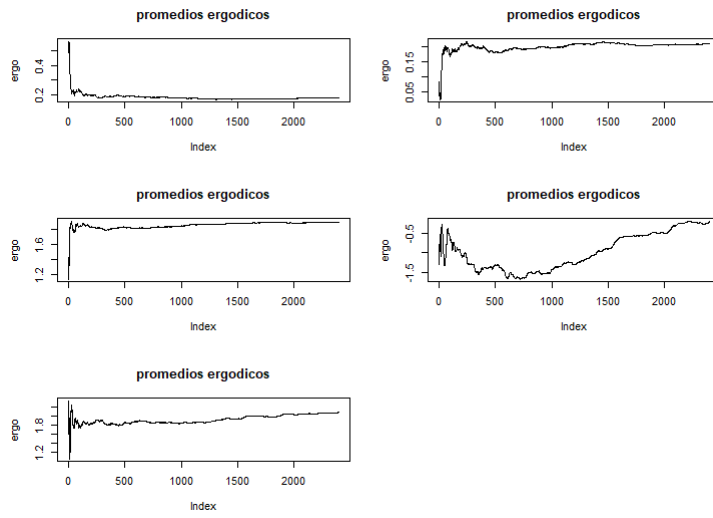 promedios ergodicos
ergo
0.2 0.4
0 500 1000 1500 2000
Index
promedios ergodicos
ergo
0.05 0.15
0 500 1000 1500 2000
Index
promedios ergodicos
ergo
1.2 1.6
0 500 1000 1500 2000
Index
promedios ergodicos
ergo
-1.5 -0.5
0 500 1000 1500 2000
Index
promedios ergodicos
ergo
1.2 1.8
0 500 1000 1500 2000
Index